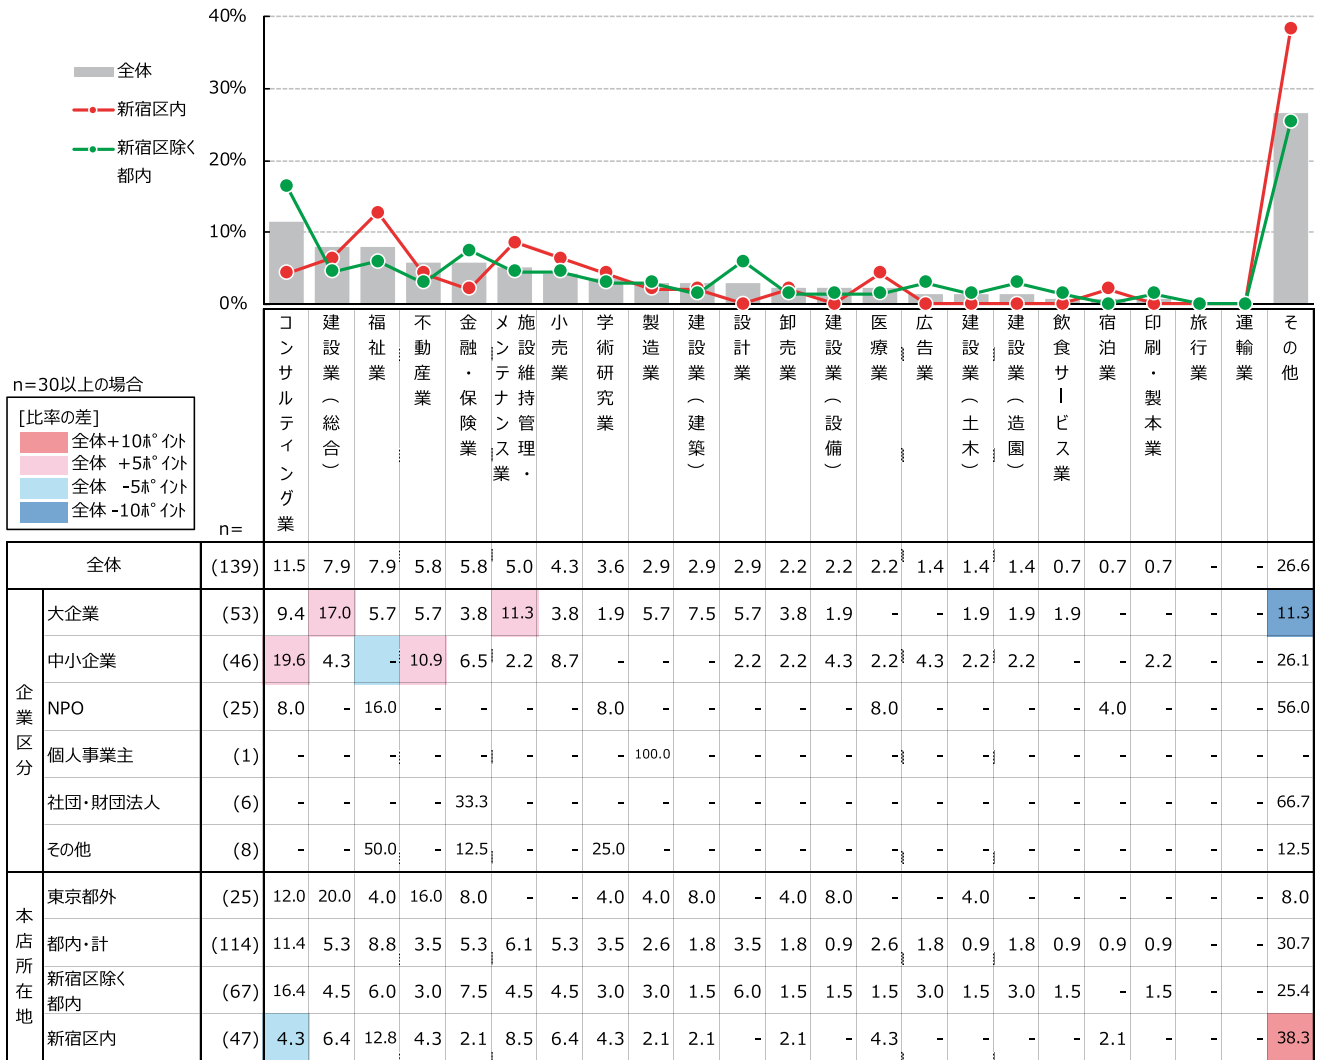 40%
30%
20%
10%
0%
全体
新宿区内
新宿区除く
都内
n=30以上の場合
[比率の差]
全体+10ﾎﾟｲﾝﾄ
全体 +5ﾎﾟｲﾝﾄ
全体 -5ﾎﾟｲﾝﾄ
全体 -10ﾎﾟｲﾝﾄ
n=
コンサルティング業
建設業（総合）
福祉業
不動産業
金融・保険業
施設維持管理・
メンテナンス業
小売業
学術研究業
製造業
建設業（建築）
設計業
卸売業
建設業（設備）
医療業
広告業
建設業（土木）
建設業（造園）
飲食サービス業
宿泊業
印刷・製本業
旅行業
運輸業
その他
全体 (139) 11.5 7.9 7.9 5.8 5.8 5.0 4.3 3.6 2.9 2.9 2.9 2.2 2.2 2.2 1.4 1.4 1.4 0.7 0.7 0.7 - - 26.6
企業区分
大企業 (53) 9.4 17.0 5.7 5.7 3.8 11.3 3.8 1.9 5.7 7.5 5.7 3.8 1.9 - - 1.9 1.9 1.9 - - - - 11.3
中小企業 (46) 19.6 4.3 - 10.9 6.5 2.2 8.7 - - - 2.2 2.2 4.3 2.2 4.3 2.2 2.2 - - 2.2 - - 26.1
NPO (25) 8.0 - 16.0 - - - - 8.0 - - - - - 8.0 - - - - 4.0 - - - 56.0
個人事業主 (1) - - - - - - - - 100.0 - - - - - - - - - - - - - -
社団・財団法人 (6) - - - - 33.3 - - - - - - - - - - - - - - - - - 66.7
その他 (8) - - 50.0 - 12.5 - - 25.0 - - - - - - - - - - - - - - 12.5
本店所在地
東京都外 (25) 12.0 20.0 4.0 16.0 8.0 - - 4.0 4.0 8.0 - 4.0 8.0 - - 4.0 - - - - - - 8.0
都内・計 (114) 11.4 5.3 8.8 3.5 5.3 6.1 5.3 3.5 2.6 1.8 3.5 1.8 0.9 2.6 1.8 0.9 1.8 0.9 0.9 0.9 - - 30.7
新宿区除く
都内 (67) 16.4 4.5 6.0 3.0 7.5 4.5 4.5 3.0 3.0 1.5 6.0 1.5 1.5 1.5 3.0 1.5 3.0 1.5 - 1.5 - - 25.4
新宿区内 (47) 4.3 6.4 12.8 4.3 2.1 8.5 6.4 4.3 2.1 2.1 - 2.1 - 4.3 - - - - 2.1 - - - 38.3